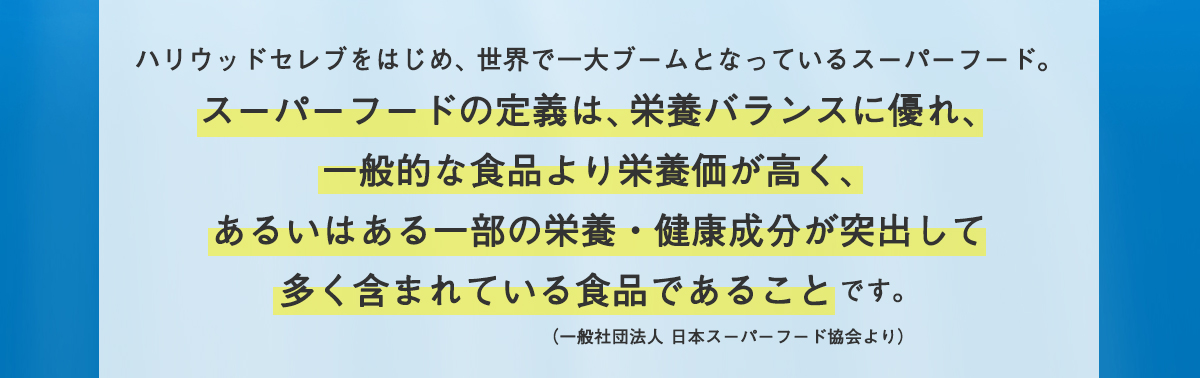 ハリウッドセレブをはじめ、世界で一大ブームとなっているスーパーフード。
スーパーフードの定義は、栄養バランスに優れ、
一般的な食品より栄養価が高く、
あるいはある一部の栄養・健康成分が突出して
多く含まれている食品であることです。
（一般社団法人 日本スーパーフード協会より）